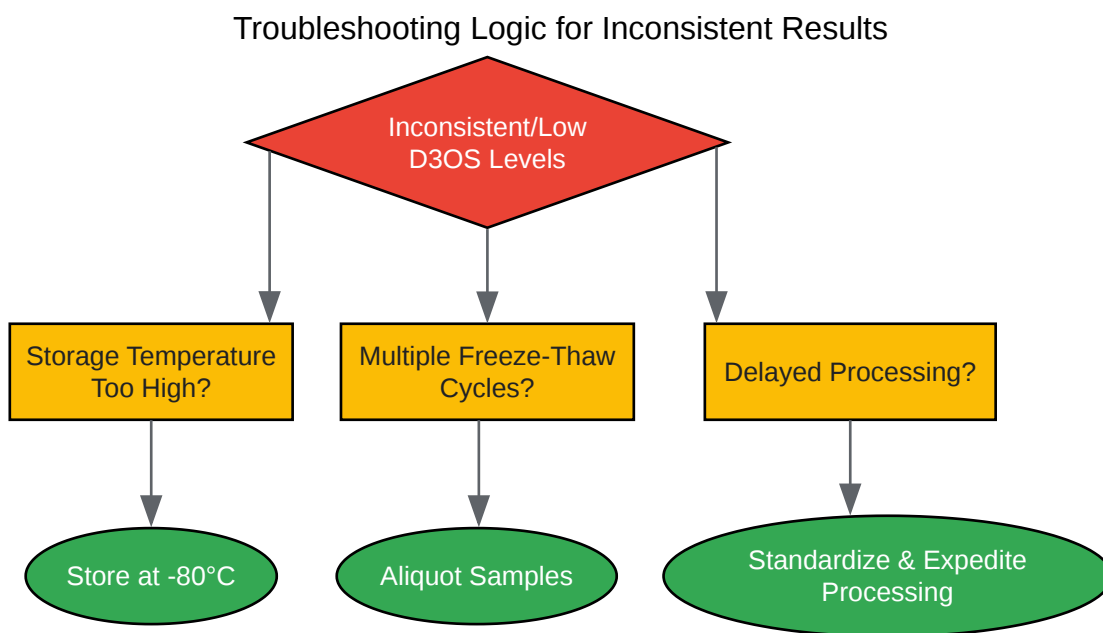 Troubleshooting Logic for Inconsistent Results
Inconsistent/Low
D3OS Levels
Storage Temperature
Too High?
Multiple Freeze-Thaw
Cycles?
Delayed Processing?
Store at -80°C
Aliquot Samples
Standardize & Expedite
Processing